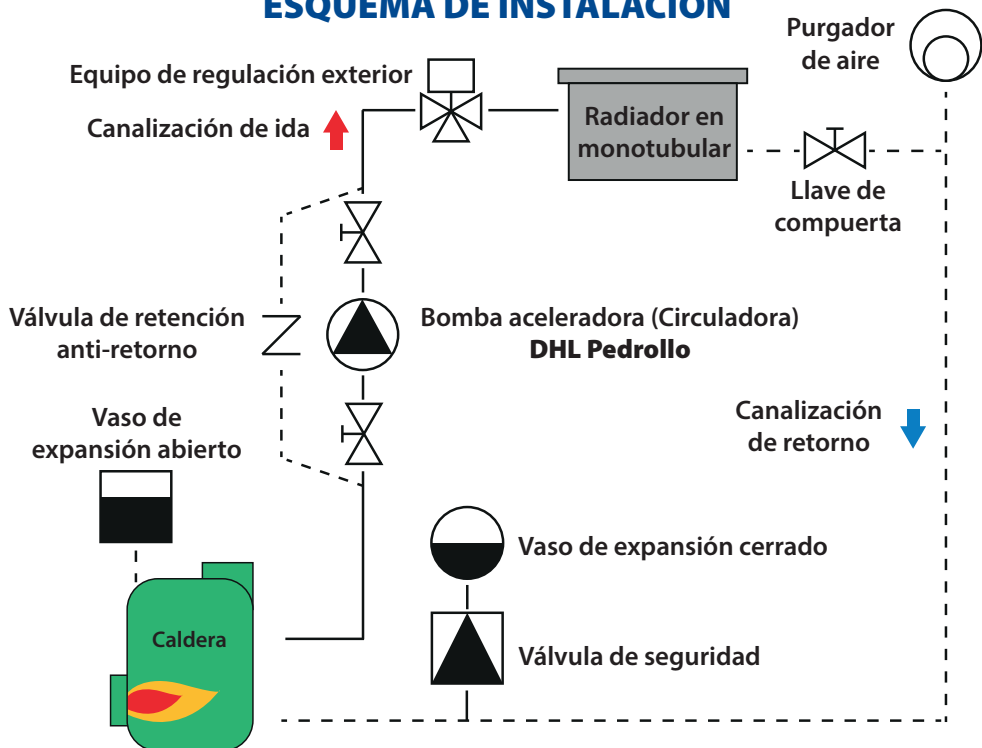 ESQUEMA DE INSTALACIÓN
Purgador
de aire
Equipo de regulación exterior
Canalización de ida
Radiador en
monotubular
Llave de
compuerta
Válvula de retención
anti-retorno
Bomba aceleradora (Circuladora)
DHL Pedrollo
Vaso de
expansión abierto
Canalización
de retorno
Vaso de expansión cerrado
Caldera
Válvula de seguridad